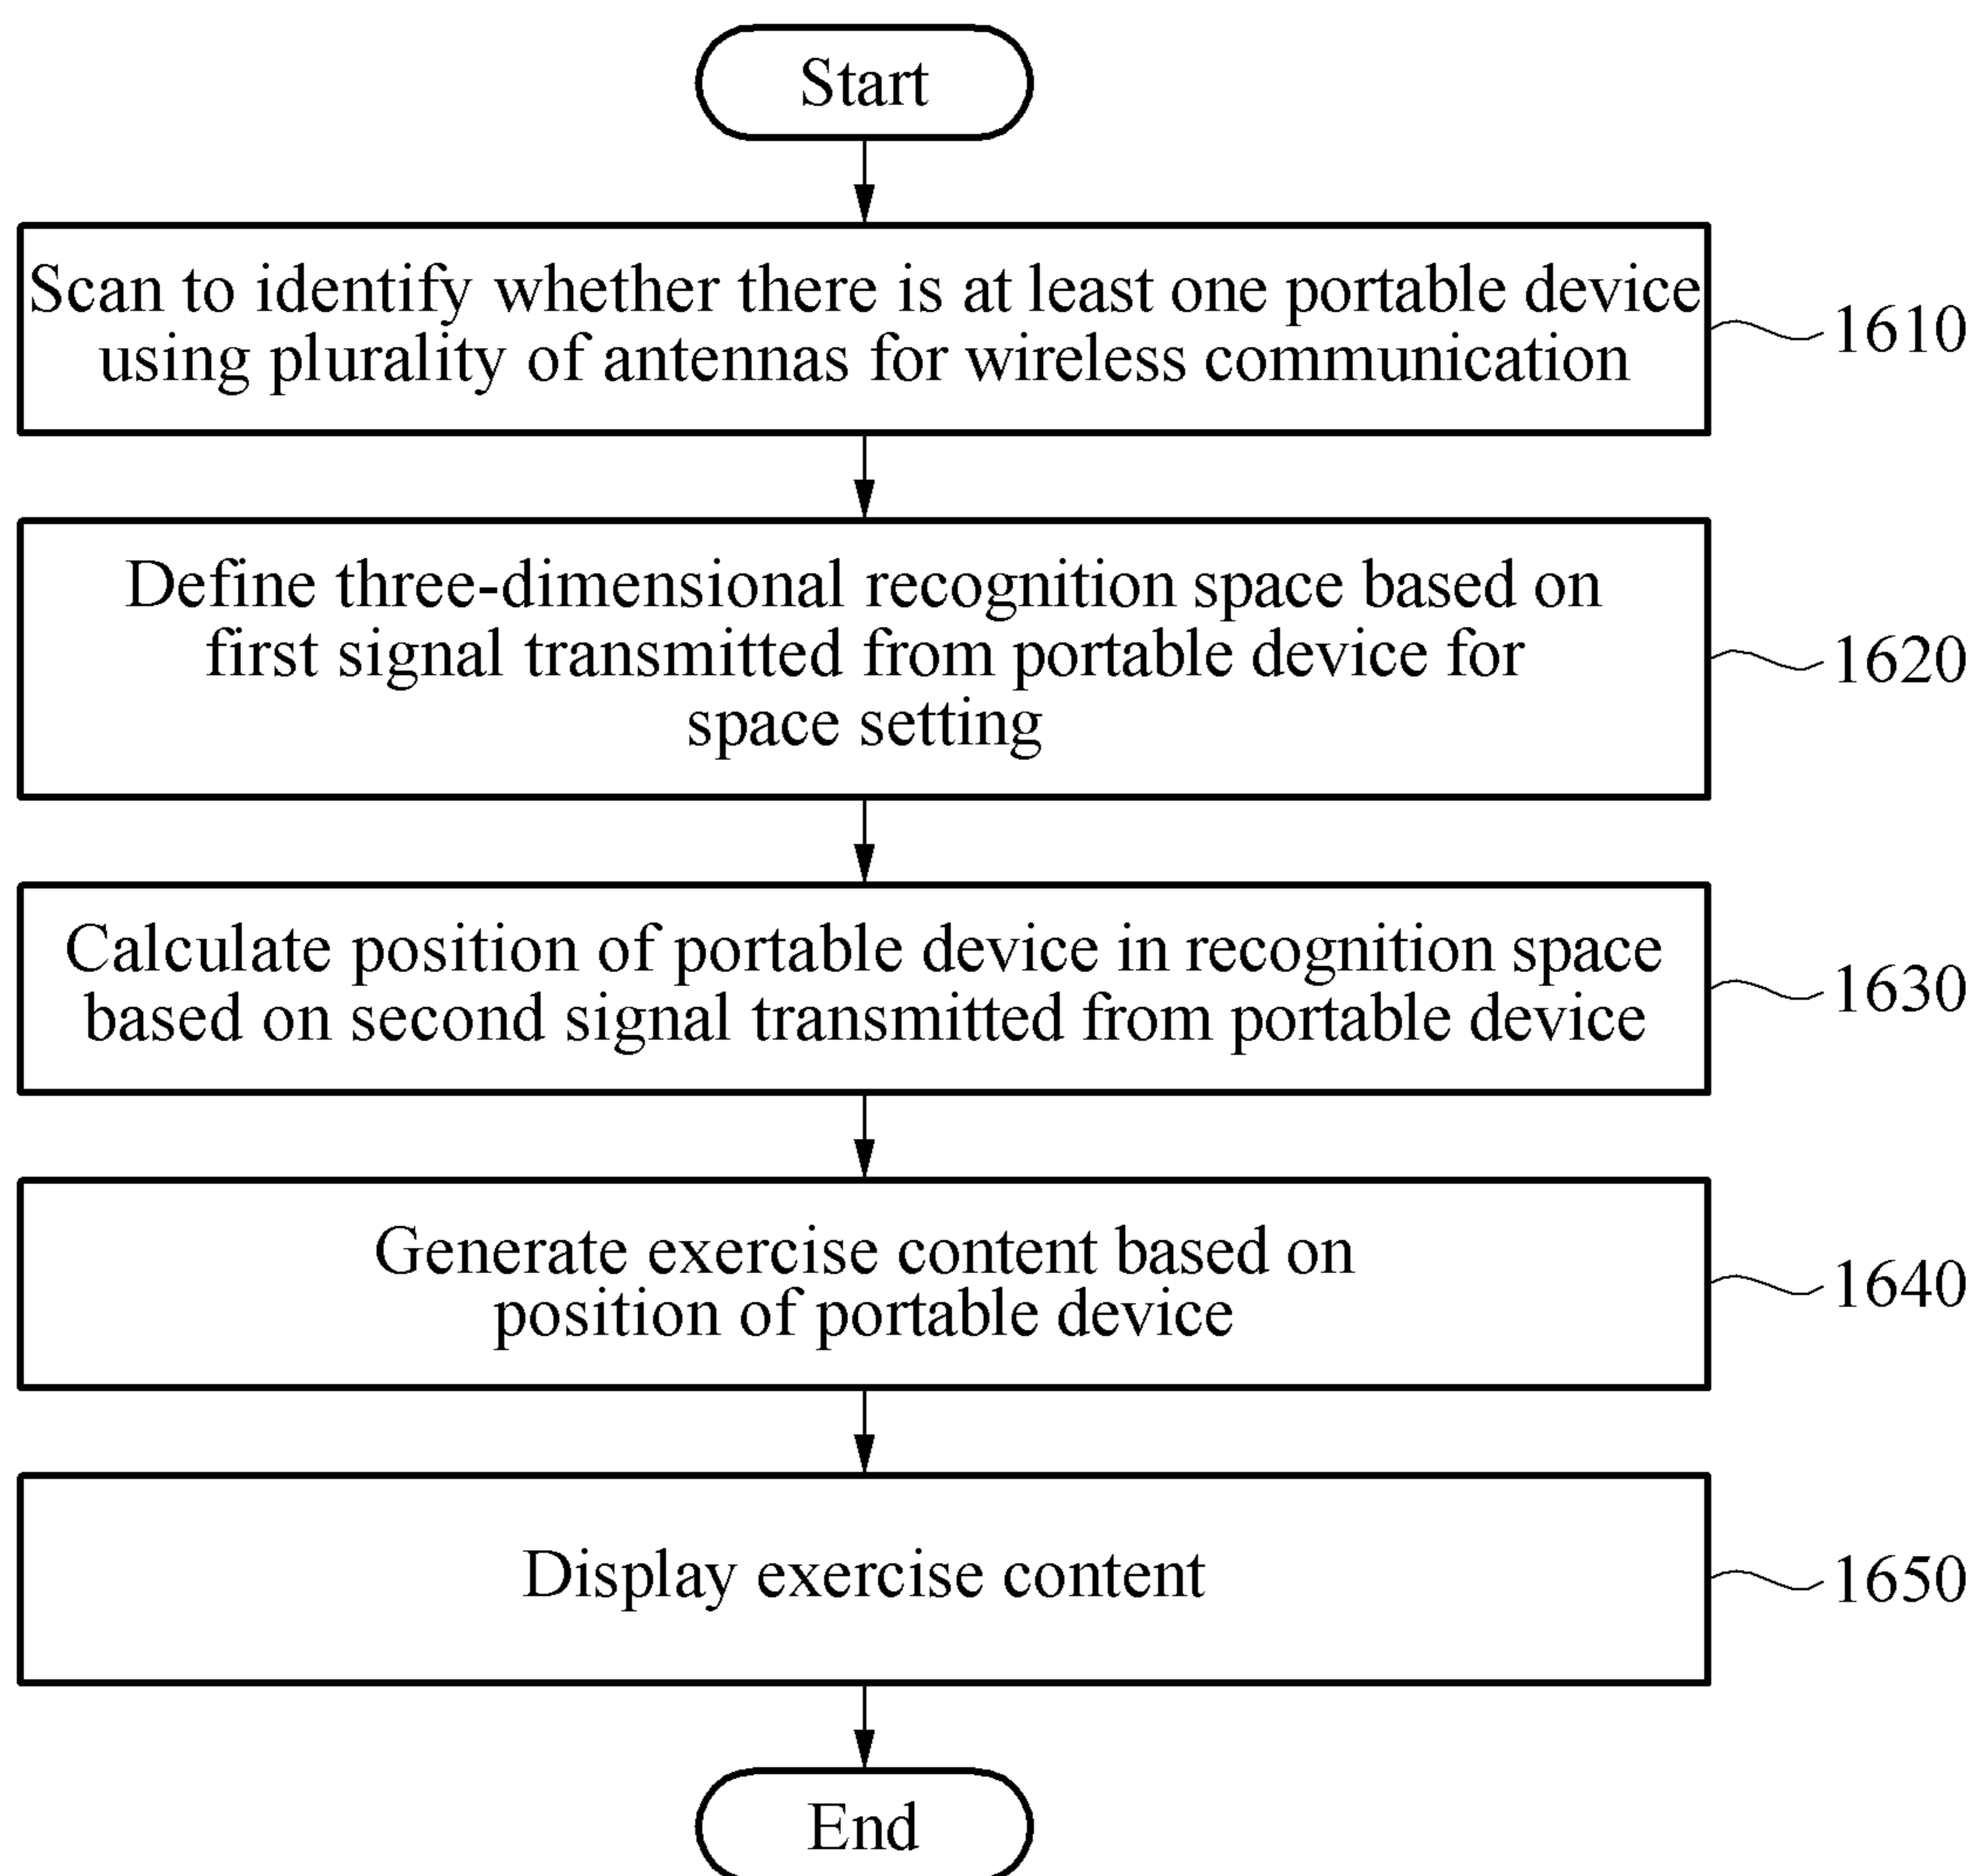 Start
Scan to identify whether there is at least one portable device
using plurality of antennas for wireless communication
1610
Define three-dimensional recognition space based on
first signal transmitted from portable device for
space setting
1620
Calculate position of portable device in recognition space
based on second signal transmitted from portable device
1630
Generate exercise content based on
position of portable device
1640
Display exercise content
1650
End